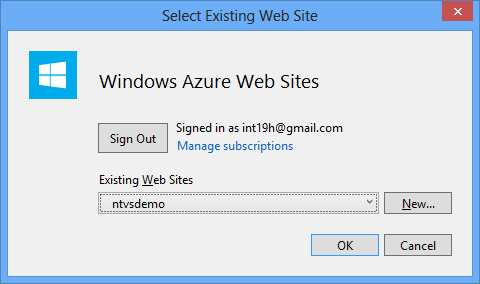 Select Existing Web Site
Windows Azure Web Sites
Sign Out
Signed in as int19h@gmail.com
Manage subscriptions
Existing Web Sites
ntvsdemo
New...
OK
Cancel